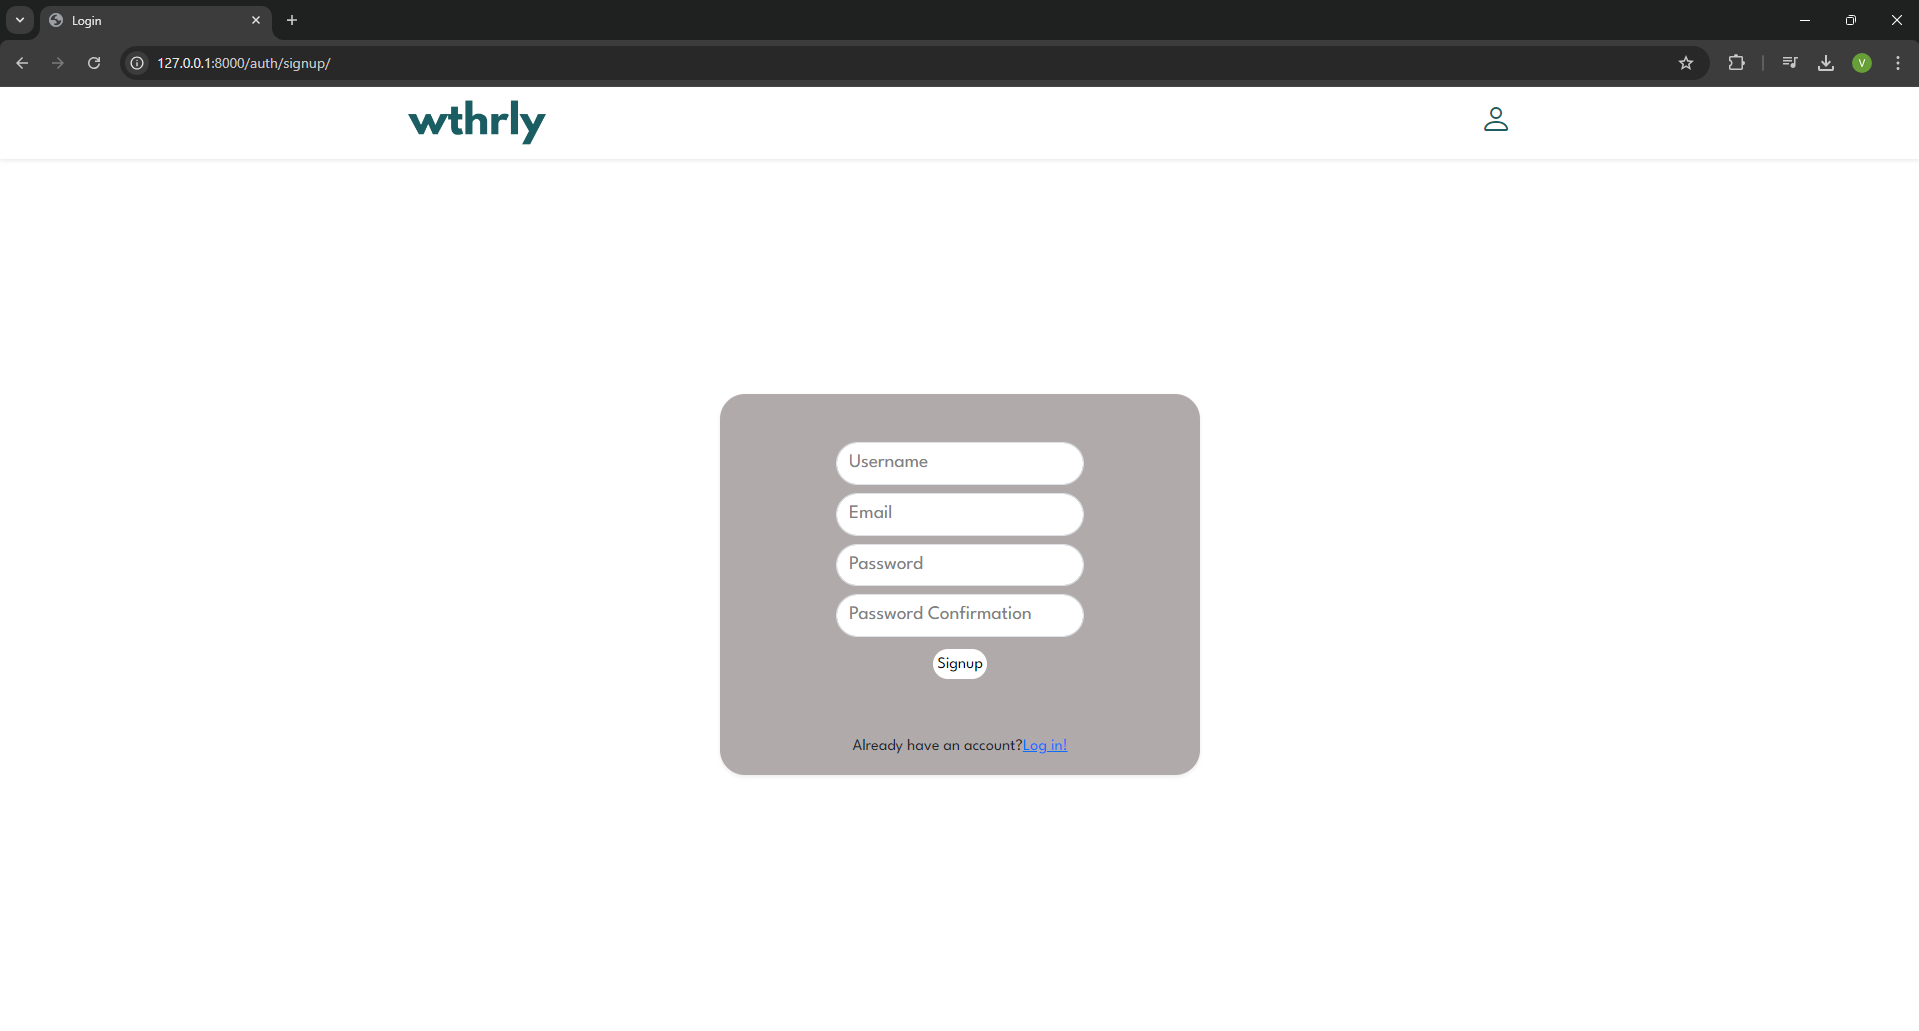 Login
127.0.0.1:8000/auth/signup/
V
wthrly
Username
Email
Password
Password Confirmation
Signup
Already have an account?Log in!